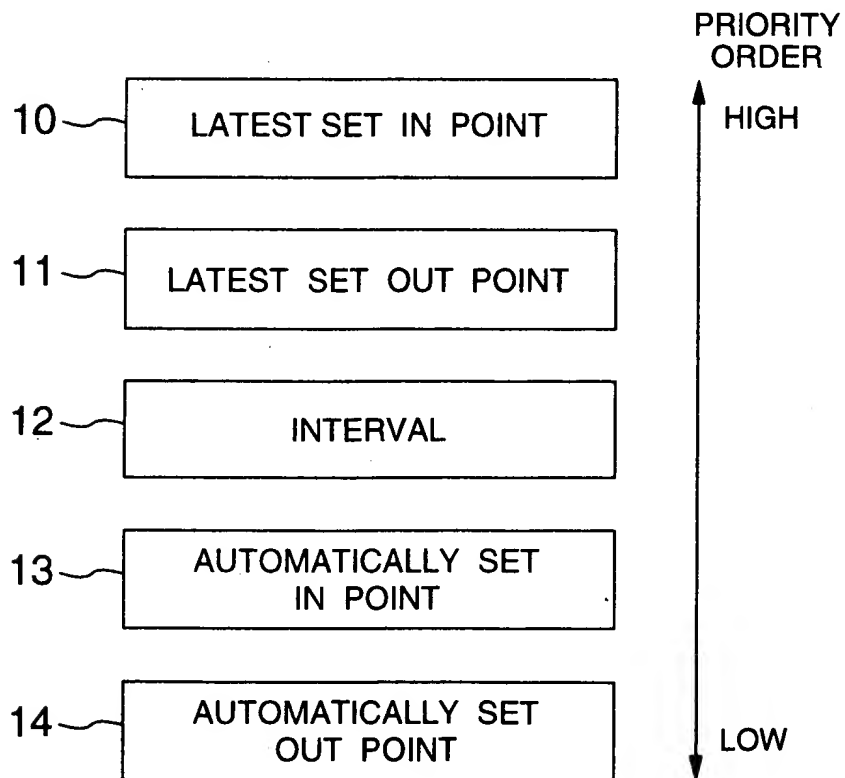 PRIORITY
ORDER
10
LATEST SET IN POINT
HIGH
11
LATEST SET OUT POINT
12
INTERVAL
13
AUTOMATICALLY SET
IN POINT
14
AUTOMATICALLY SET
OUT POINT
LOW